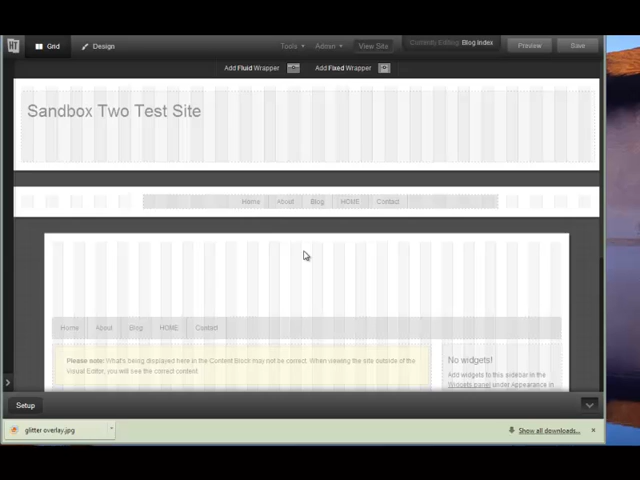 HT Grid Design Tools Admin View Site Currently Editing: Blog Index Preview Save
Add Fluid Wrapper Add Fixed Wrapper
Sandbox Two Test Site
Home About Blog HOME Contact
Home About Blog HOME Contact
Please note: What's being displayed here in the Content Block may not be correct. When viewing the site outside of the
Visual Editor, you will see the correct content.
No widgets!
Add widgets to this sidebar in the
Widgets panel under Appearance in
Setup
glitter overlay.jpg
Show all downloads...